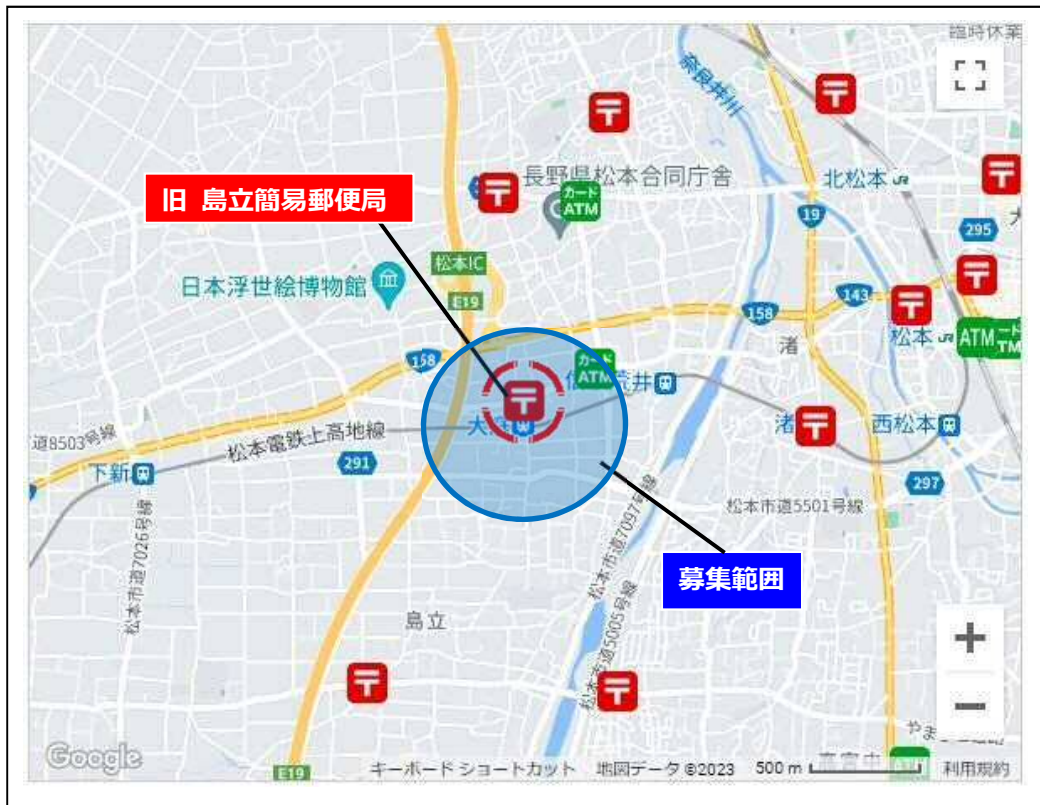 臨時休業
奈良井川
長野県松本合同庁舎
カード
ATM
北松本
旧 島立簡易郵便局
19
295
松本IC
日本浮世絵博物館
E19
143
158
松本
ATM
渚
158
カード
ATM
荒井
大庭
渚
西松本
道8503号線
松本電鉄上高地線
下新
291
297
松本市道5501号線
松本市道7026号線
松本市道7097号線
松本市道5005号線
募集範囲
島立
Google
E19
キーボード ショートカット
地図データ ©2023
500 m
利用規約